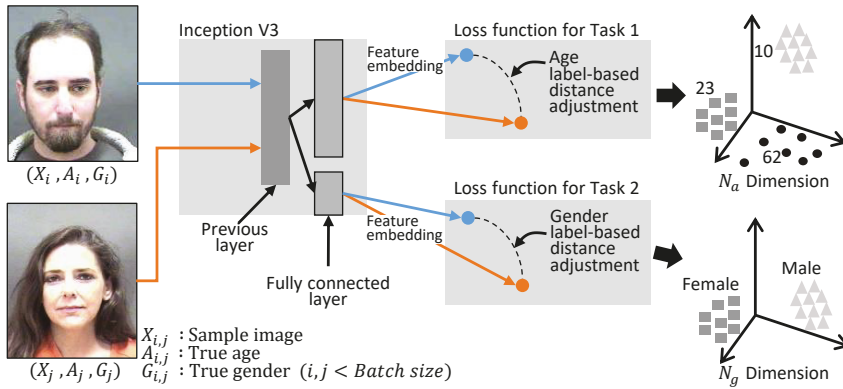 Inception V3
Loss function for Task 1
Feature
embedding
Age
label-based
distance
adjustment
10
23
62
N_a Dimension
(X_i , A_i , G_i)
Previous
layer
Fully connected
layer
Loss function for Task 2
Feature
embedding
Gender
label-based
distance
adjustment
Female
Male
N_g Dimension
(X_j , A_j , G_j)
X_{i,j} : Sample image
A_{i,j} : True age
G_{i,j} : True gender (i, j < Batch size)